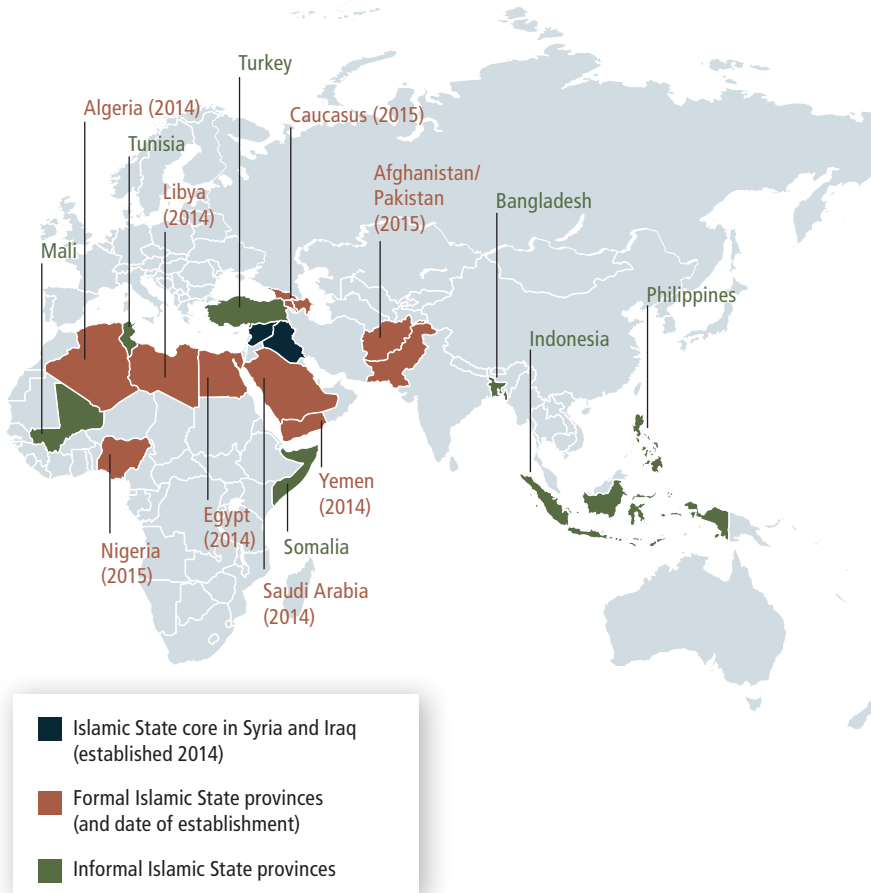 Turkey
Algeria (2014)
Caucasus (2015)
Tunisia
Afghanistan/
Pakistan
(2015)
Libya
(2014)
Bangladesh
Mali
Philippines
Indonesia
Yemen
(2014)
Egypt
(2014)
Nigeria
(2015)
Somalia
Saudi Arabia
(2014)
Islamic State core in Syria and Iraq
(established 2014)
Formal Islamic State provinces
(and date of establishment)
Informal Islamic State provinces